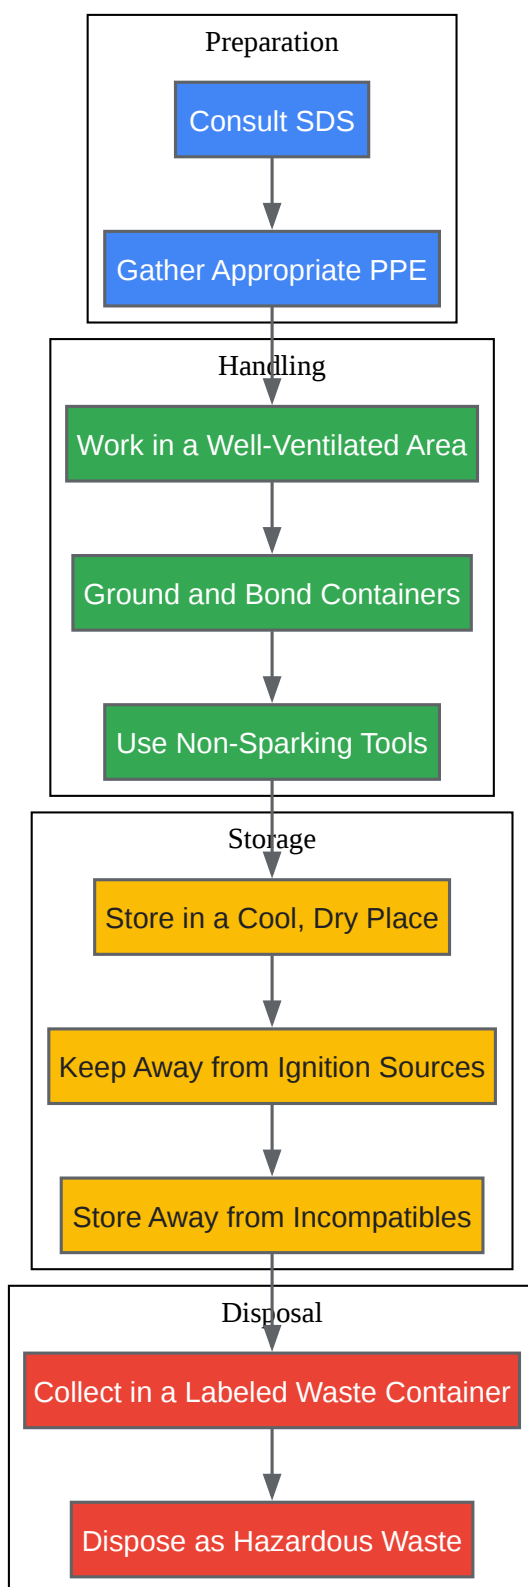 Preparation
Consult SDS
Gather Appropriate PPE
Handling
Work in a Well-Ventilated Area
Ground and Bond Containers
Use Non-Sparking Tools
Storage
Store in a Cool, Dry Place
Keep Away from Ignition Sources
Store Away from Incompatibles
Disposal
Collect in a Labeled Waste Container
Dispose as Hazardous Waste